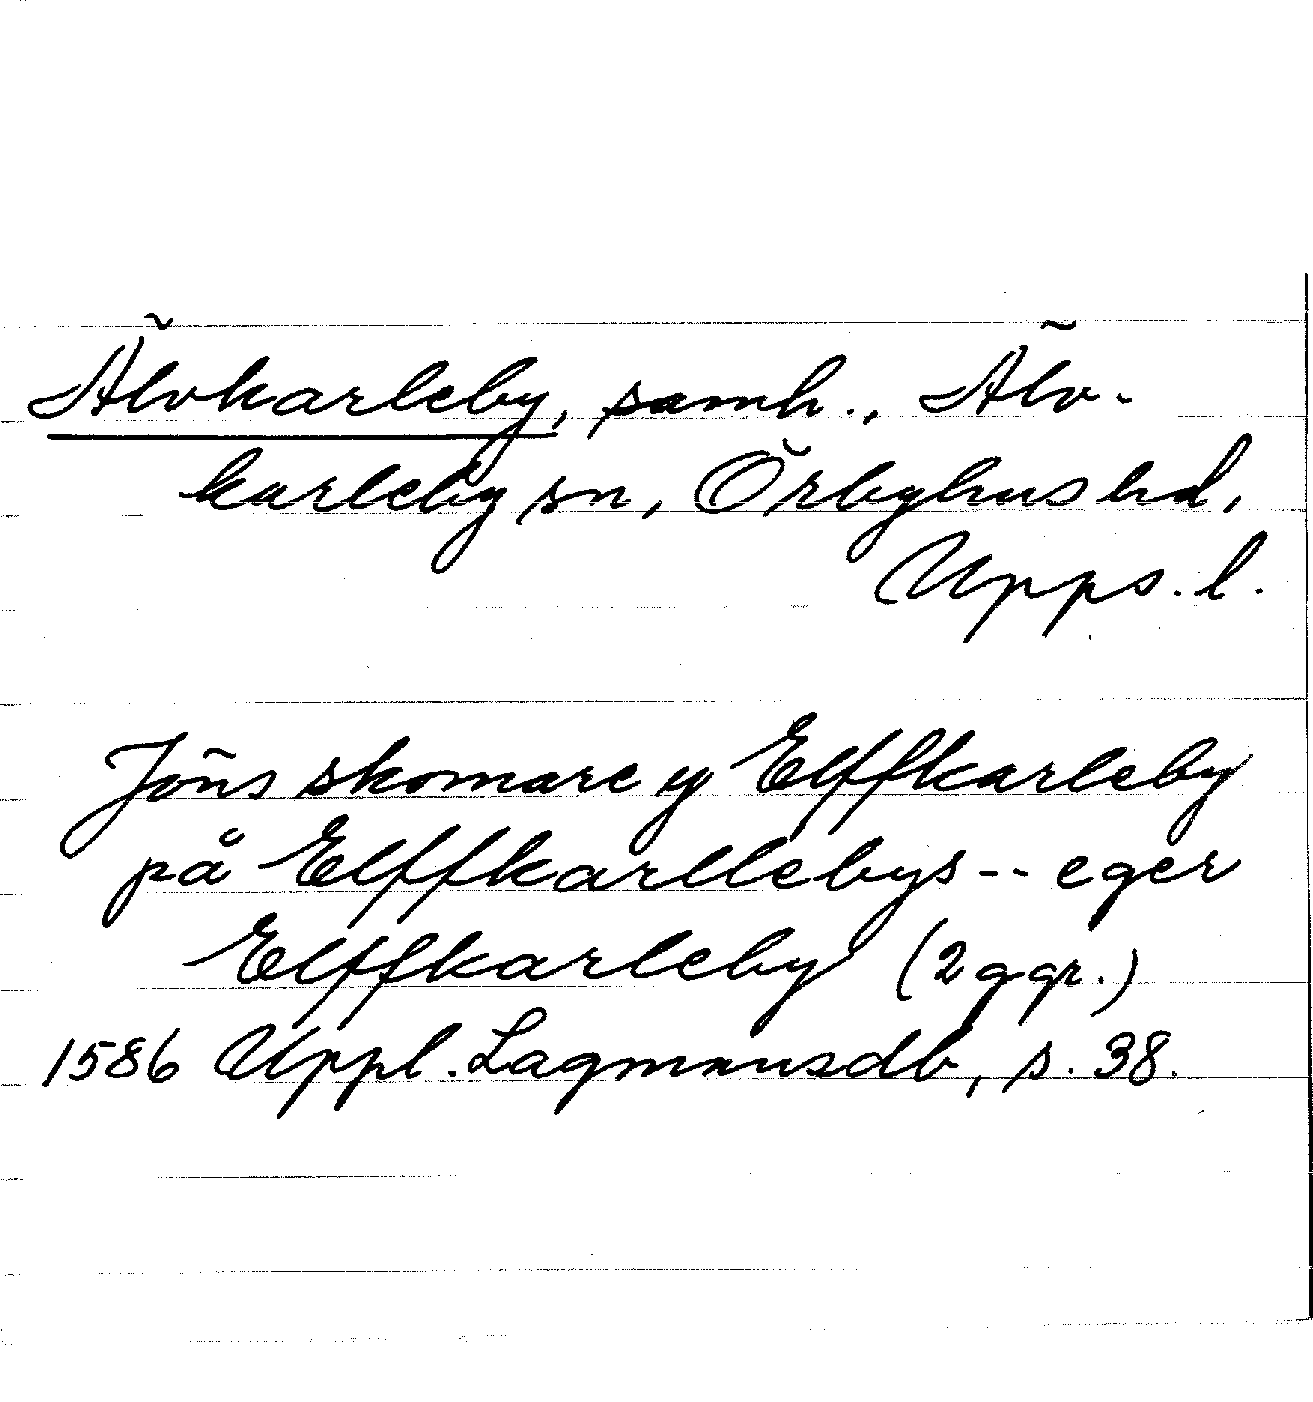 Älvkarleby, samh., Älv-
karleby sn, Örbyhus hd,
Upps. l.
Jöns skomare y Elffkarleby
på Elffkarllebys -- eger
Elffkarleby (2 ggr.)
1586 Uppl. Lagmansdb, s. 38.